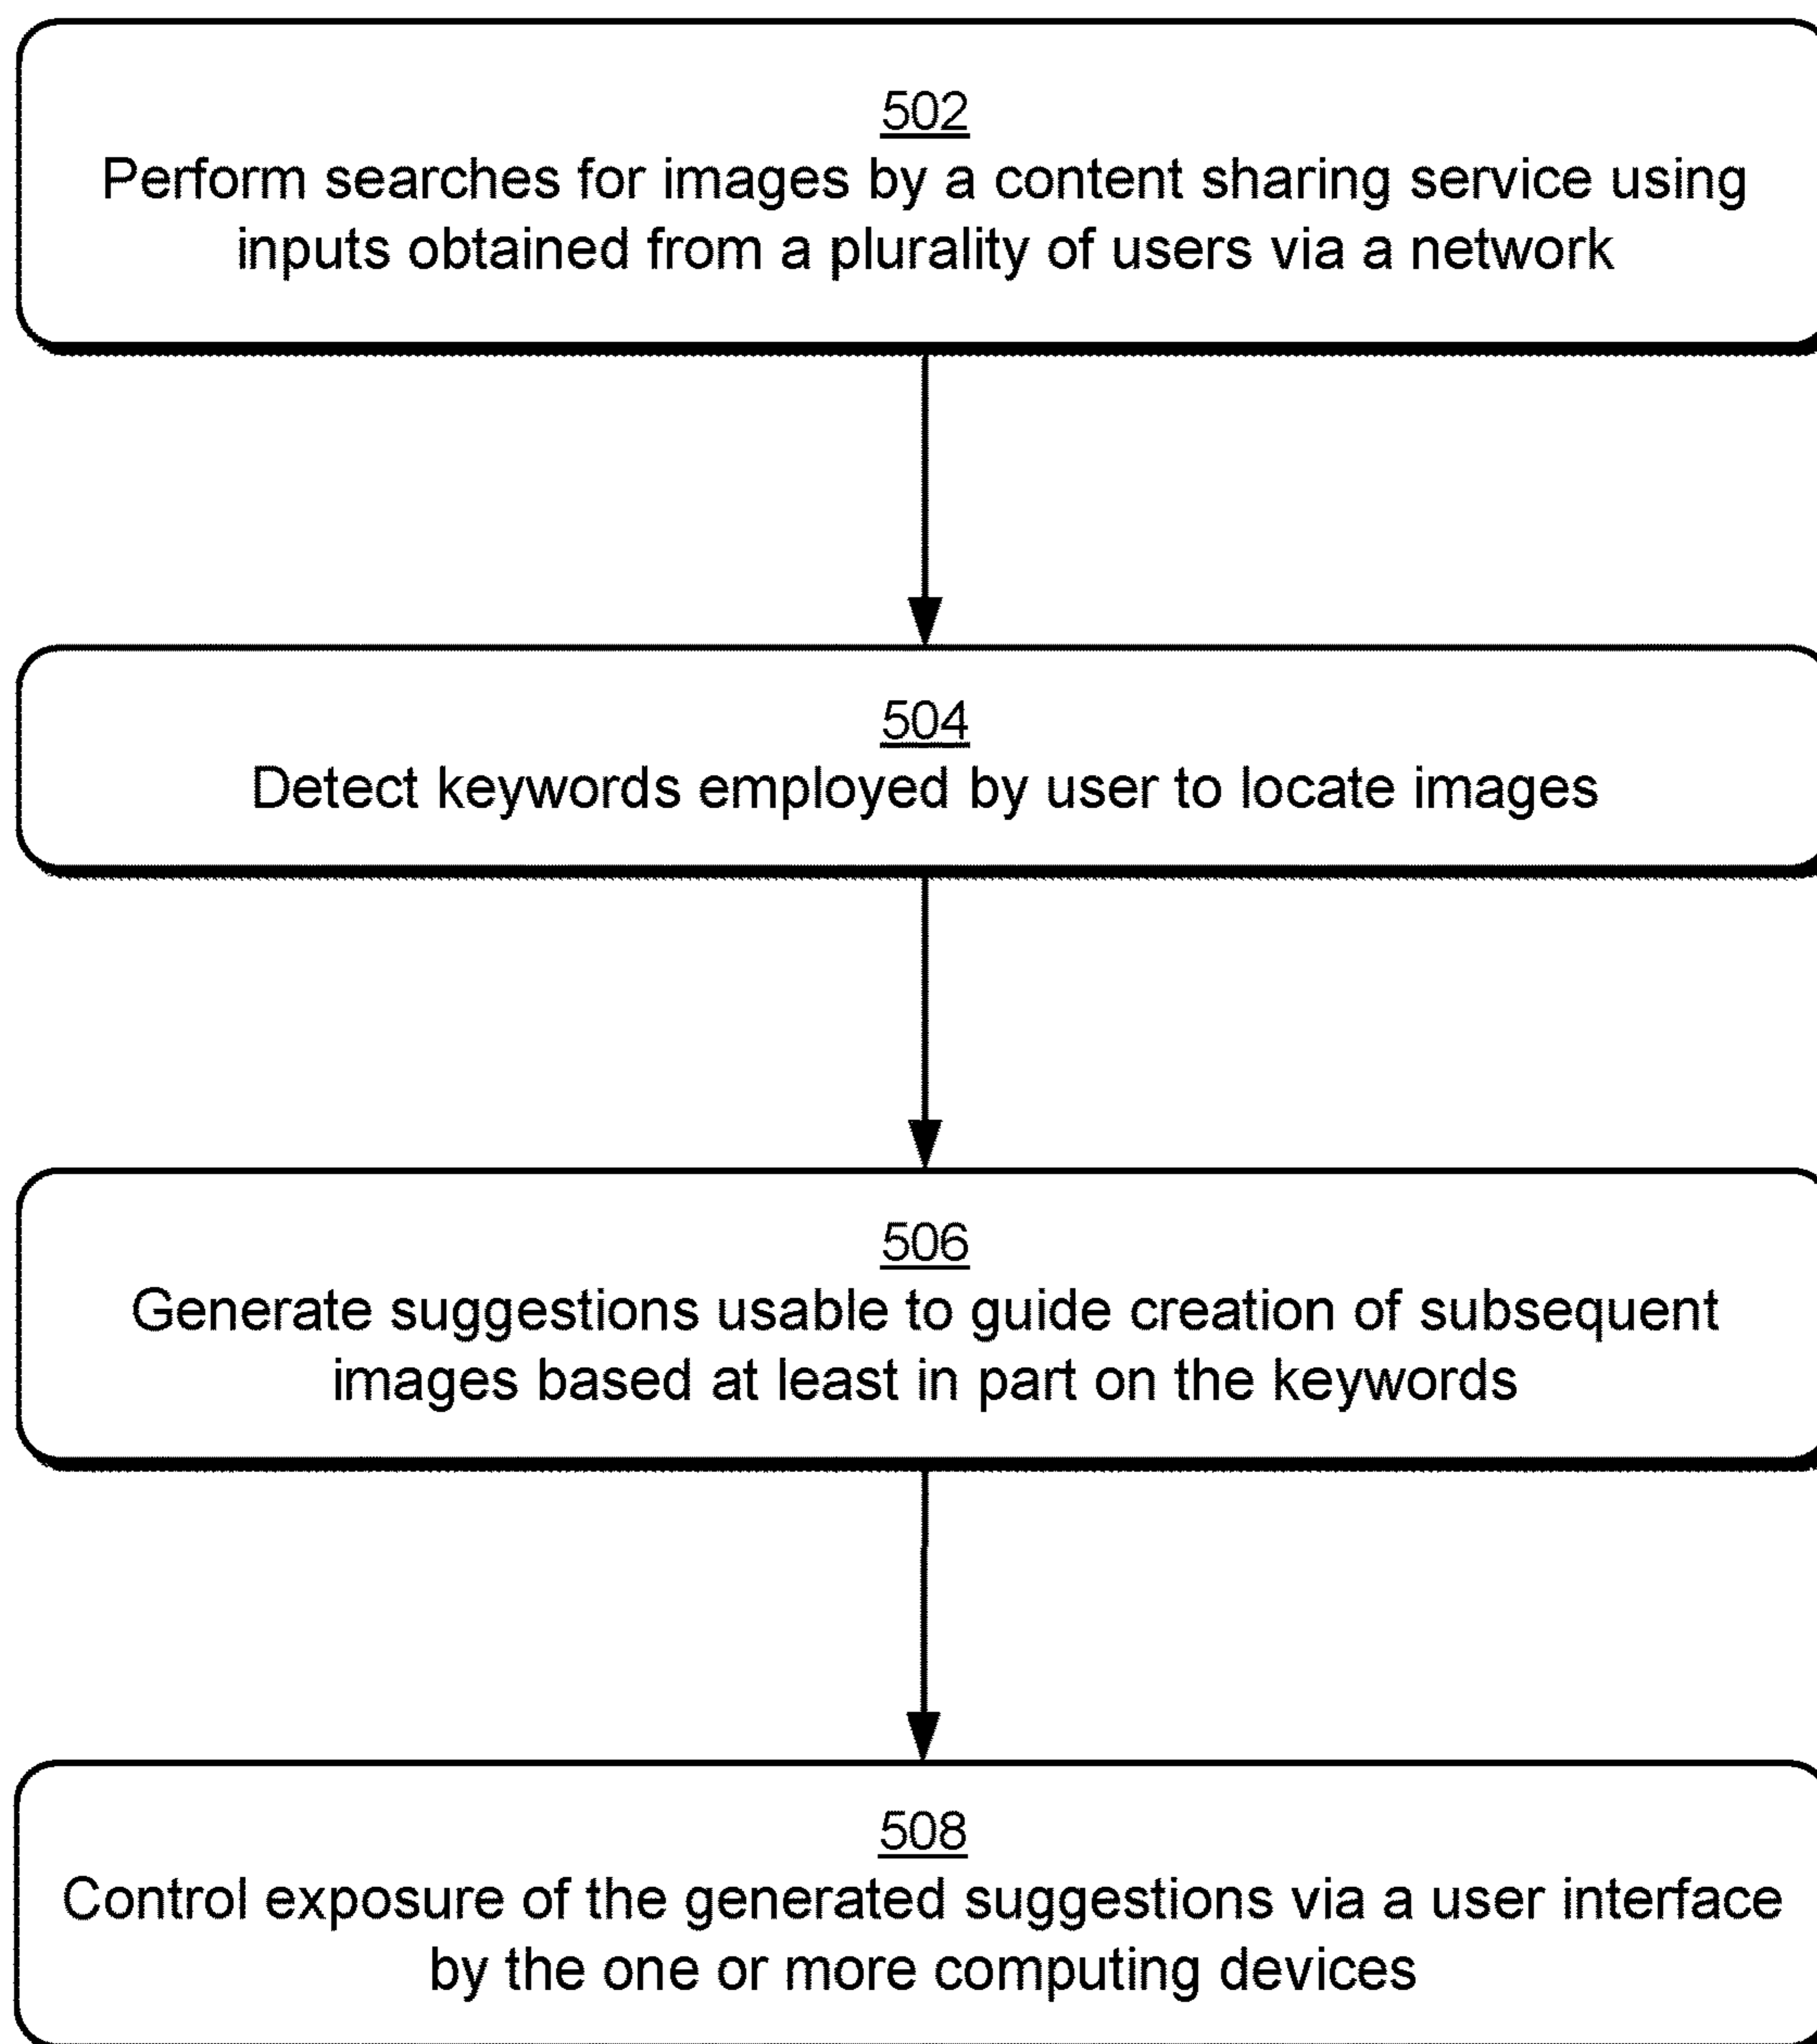 502
Perform searches for images by a content sharing service using
inputs obtained from a plurality of users via a network
504
Detect keywords employed by user to locate images
506
Generate suggestions usable to guide creation of subsequent
images based at least in part on the keywords
508
Control exposure of the generated suggestions via a user interface
by the one or more computing devices